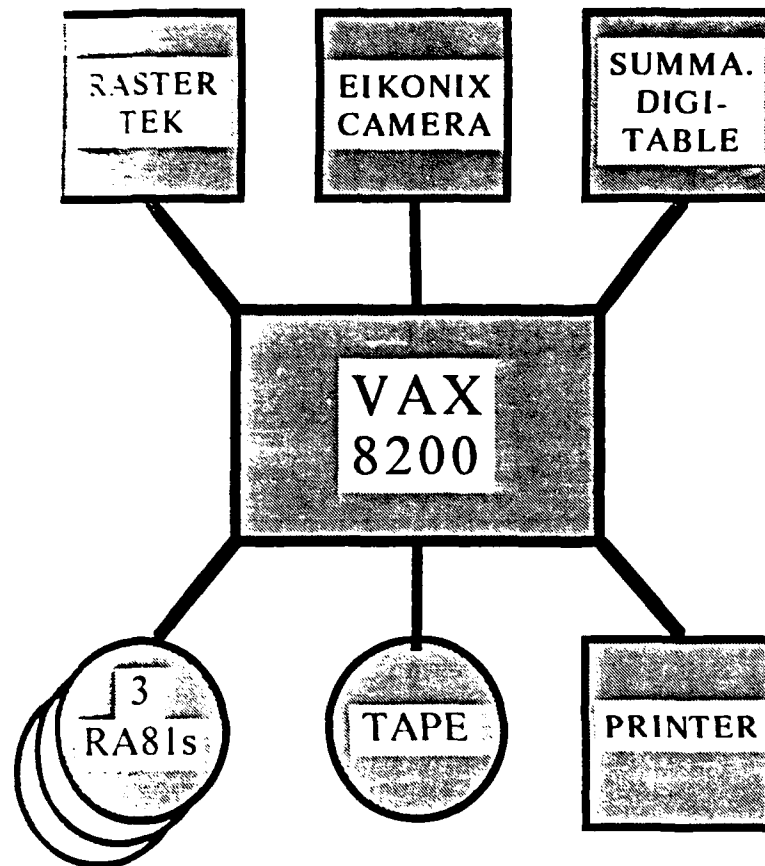 RASTER
TEK
EIKONIX
CAMERA
SUMMA.
DIGI-
TABLE
VAX
8200
3
RA81s
TAPE
PRINTER